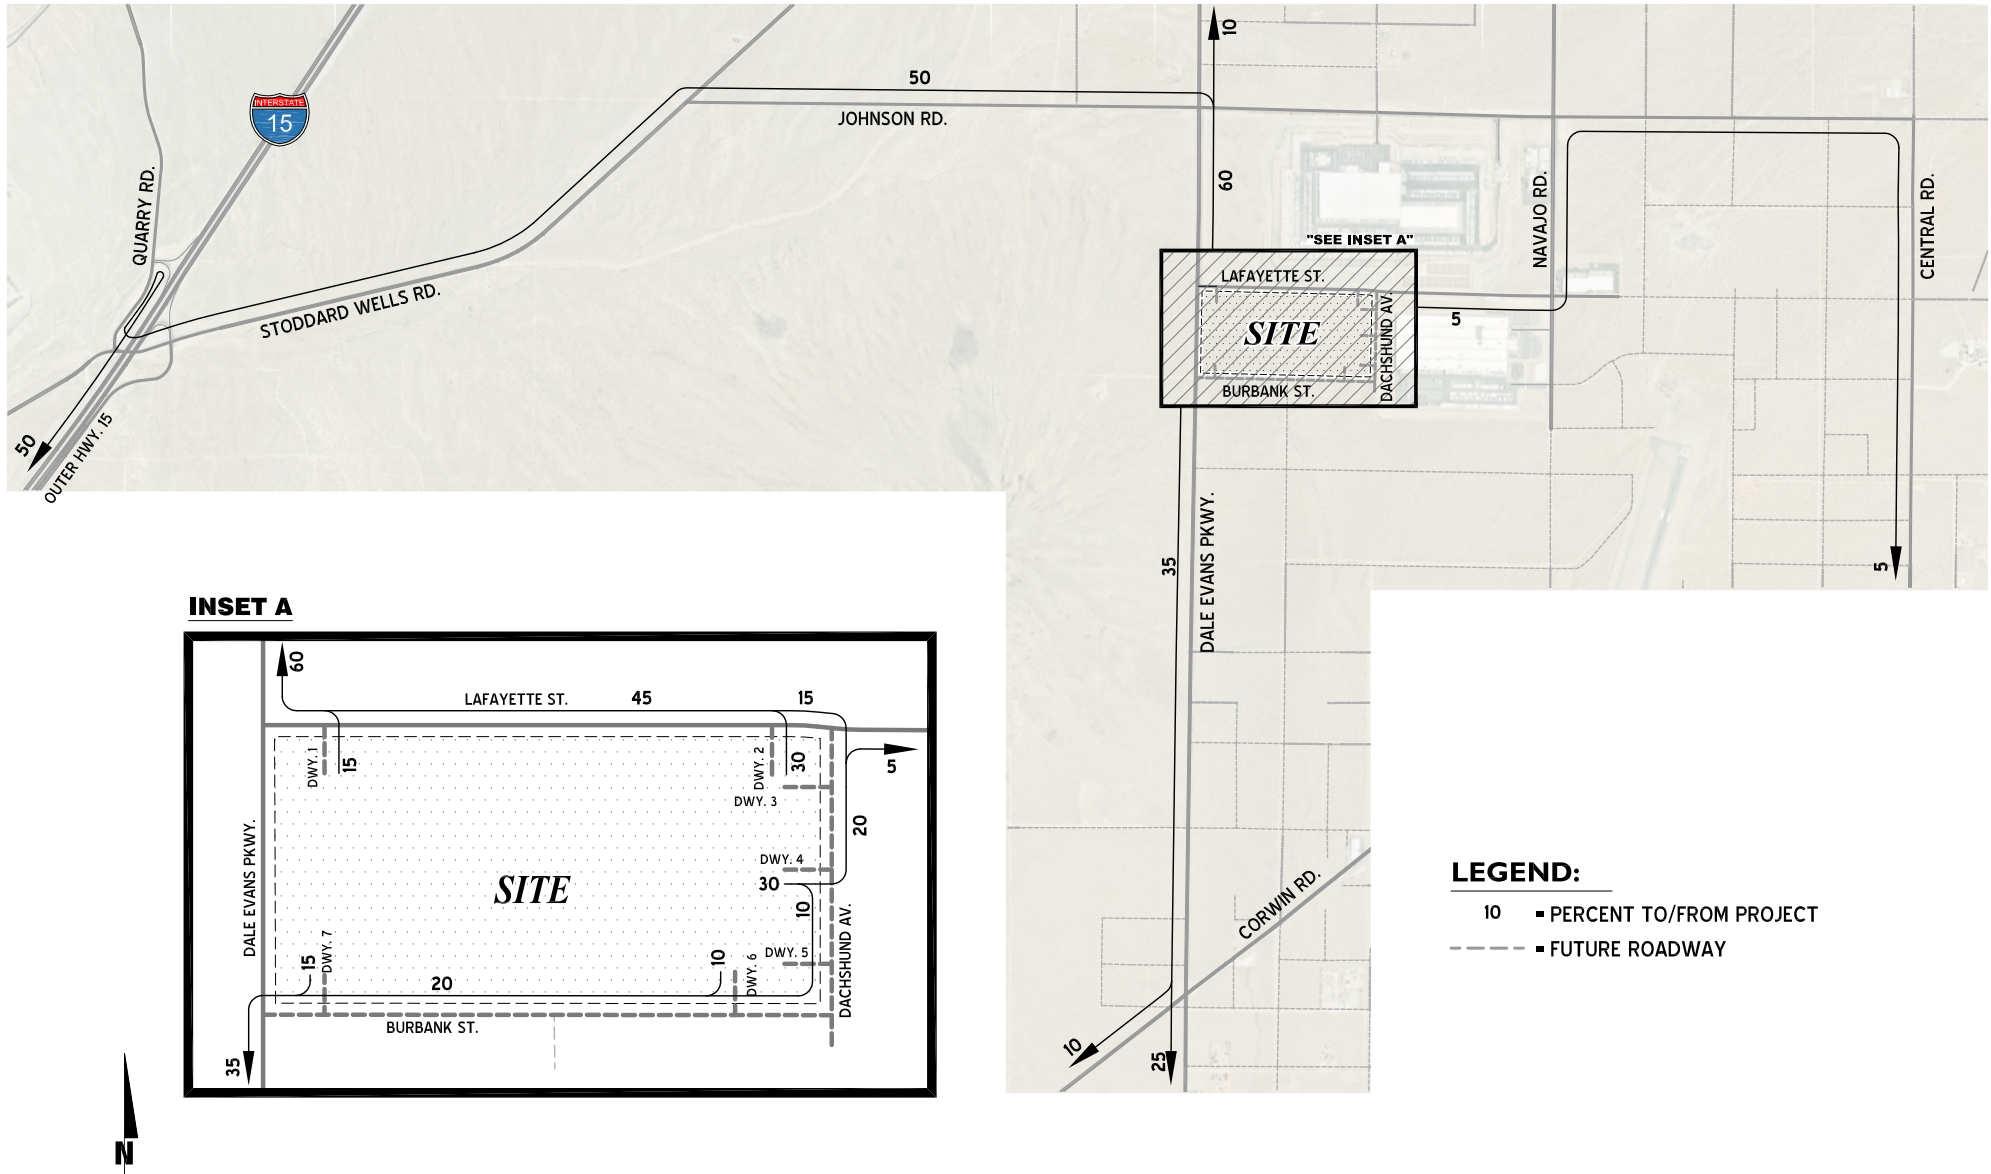 10
50
JOHNSON RD.
INTERSTATE
15
QUARRY RD.
60
NAVAJO RD.
CENTRAL RD.
"SEE INSET A"
LAFAYETTE ST.
SITE
DACHSHUND AV.
BURBANK ST.
5
STODDARD WELLS RD.
50
OUTER HWY. 15
35
DALE EVANS PKWY.
5
CORWIN RD.
10
25
INSET A
60
LAFAYETTE ST.
45
15
DWY. 1
15
DWY. 2
30
5
DWY. 3
20
DALE EVANS PKWY.
DWY. 4
SITE
30
10
DACHSHUND AV.
15
DWY. 7
20
10
DWY. 6
DWY. 5
BURBANK ST.
35
LEGEND:
10 = PERCENT TO/FROM PROJECT
= FUTURE ROADWAY
N